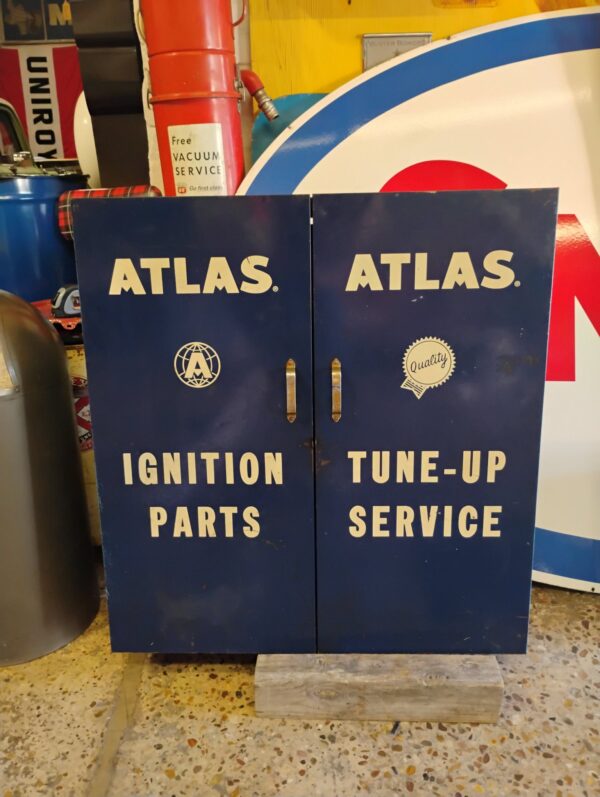 UNIROY
Free
VACUUM
SERVICE
ATLAS®
A
IGNITION
PARTS
ATLAS®
Quality
TUNE-UP
SERVICE